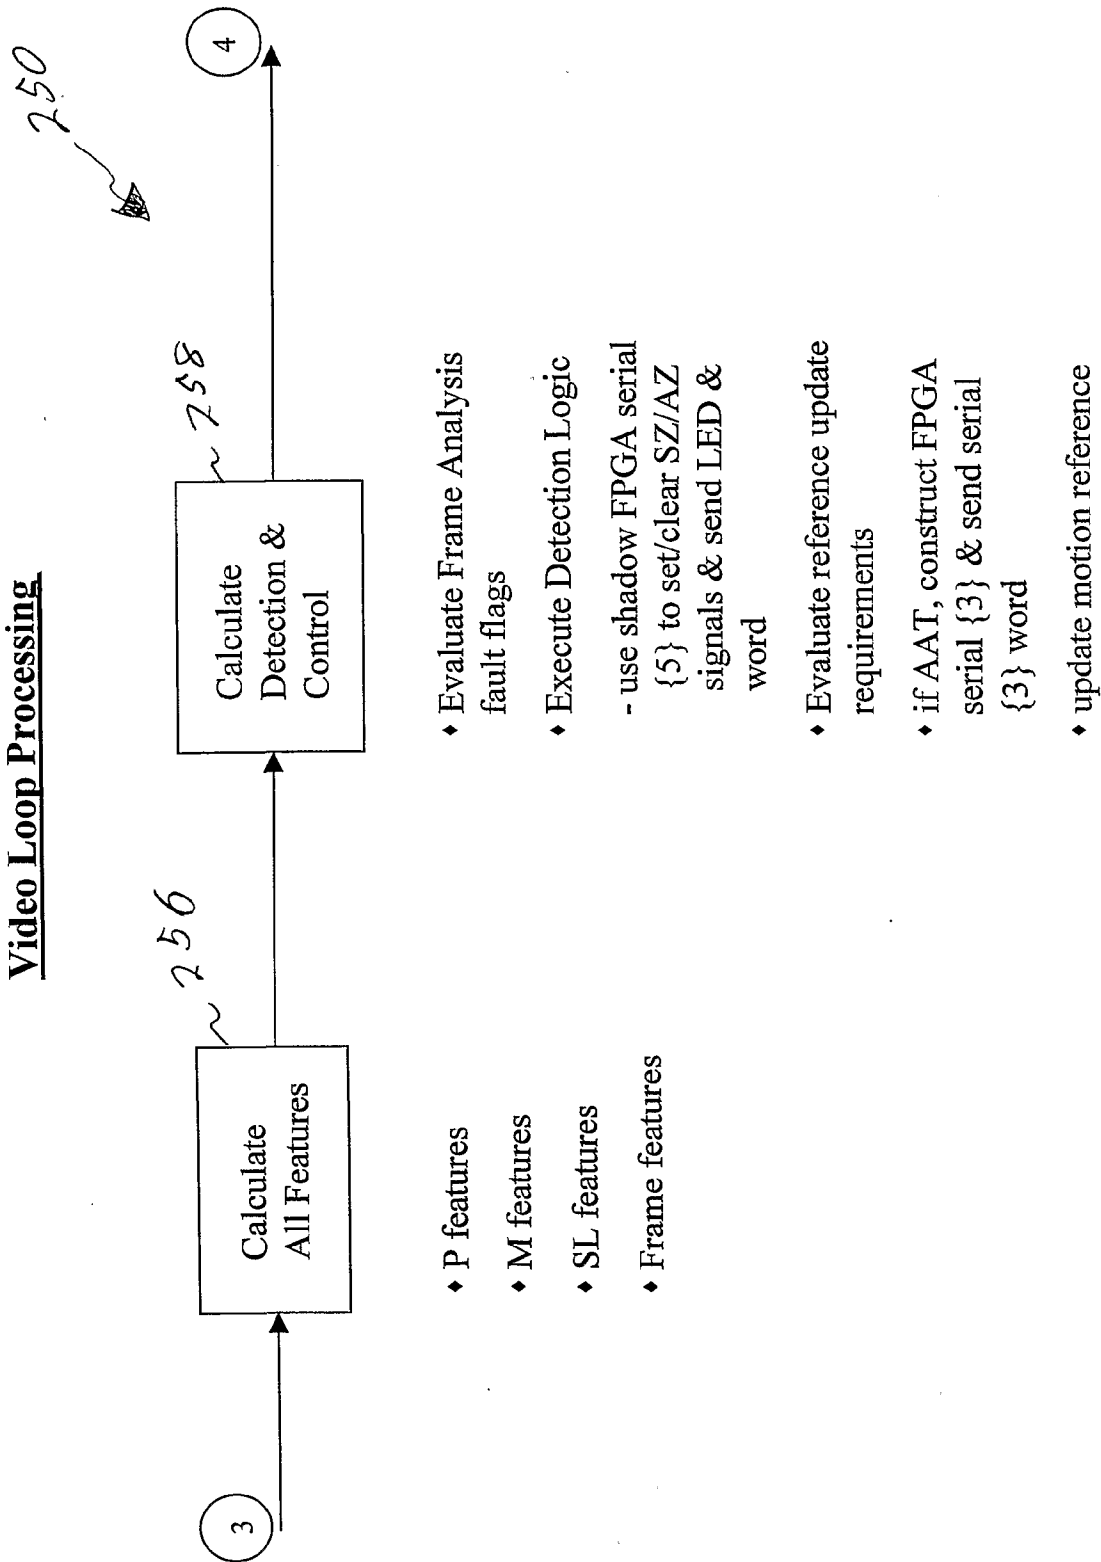 Video Loop Processing
250
3
Calculate
All Features
256
Calculate
Detection &
Control
258
4
♦ P features
♦ M features
♦ SL features
♦ Frame features
♦ Evaluate Frame Analysis
fault flags
♦ Execute Detection Logic
- use shadow FPGA serial
{5} to set/clear SZ/AZ
signals & send LED &
word
♦ Evaluate reference update
requirements
♦ if AAT, construct FPGA
serial {3} & send serial
{3} word
♦ update motion reference